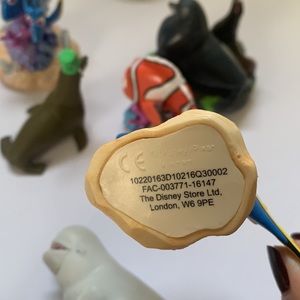 CE
10220163D10216Q30002
FAC-003771-16147
The Disney Store Ltd,
London, W6 9PE